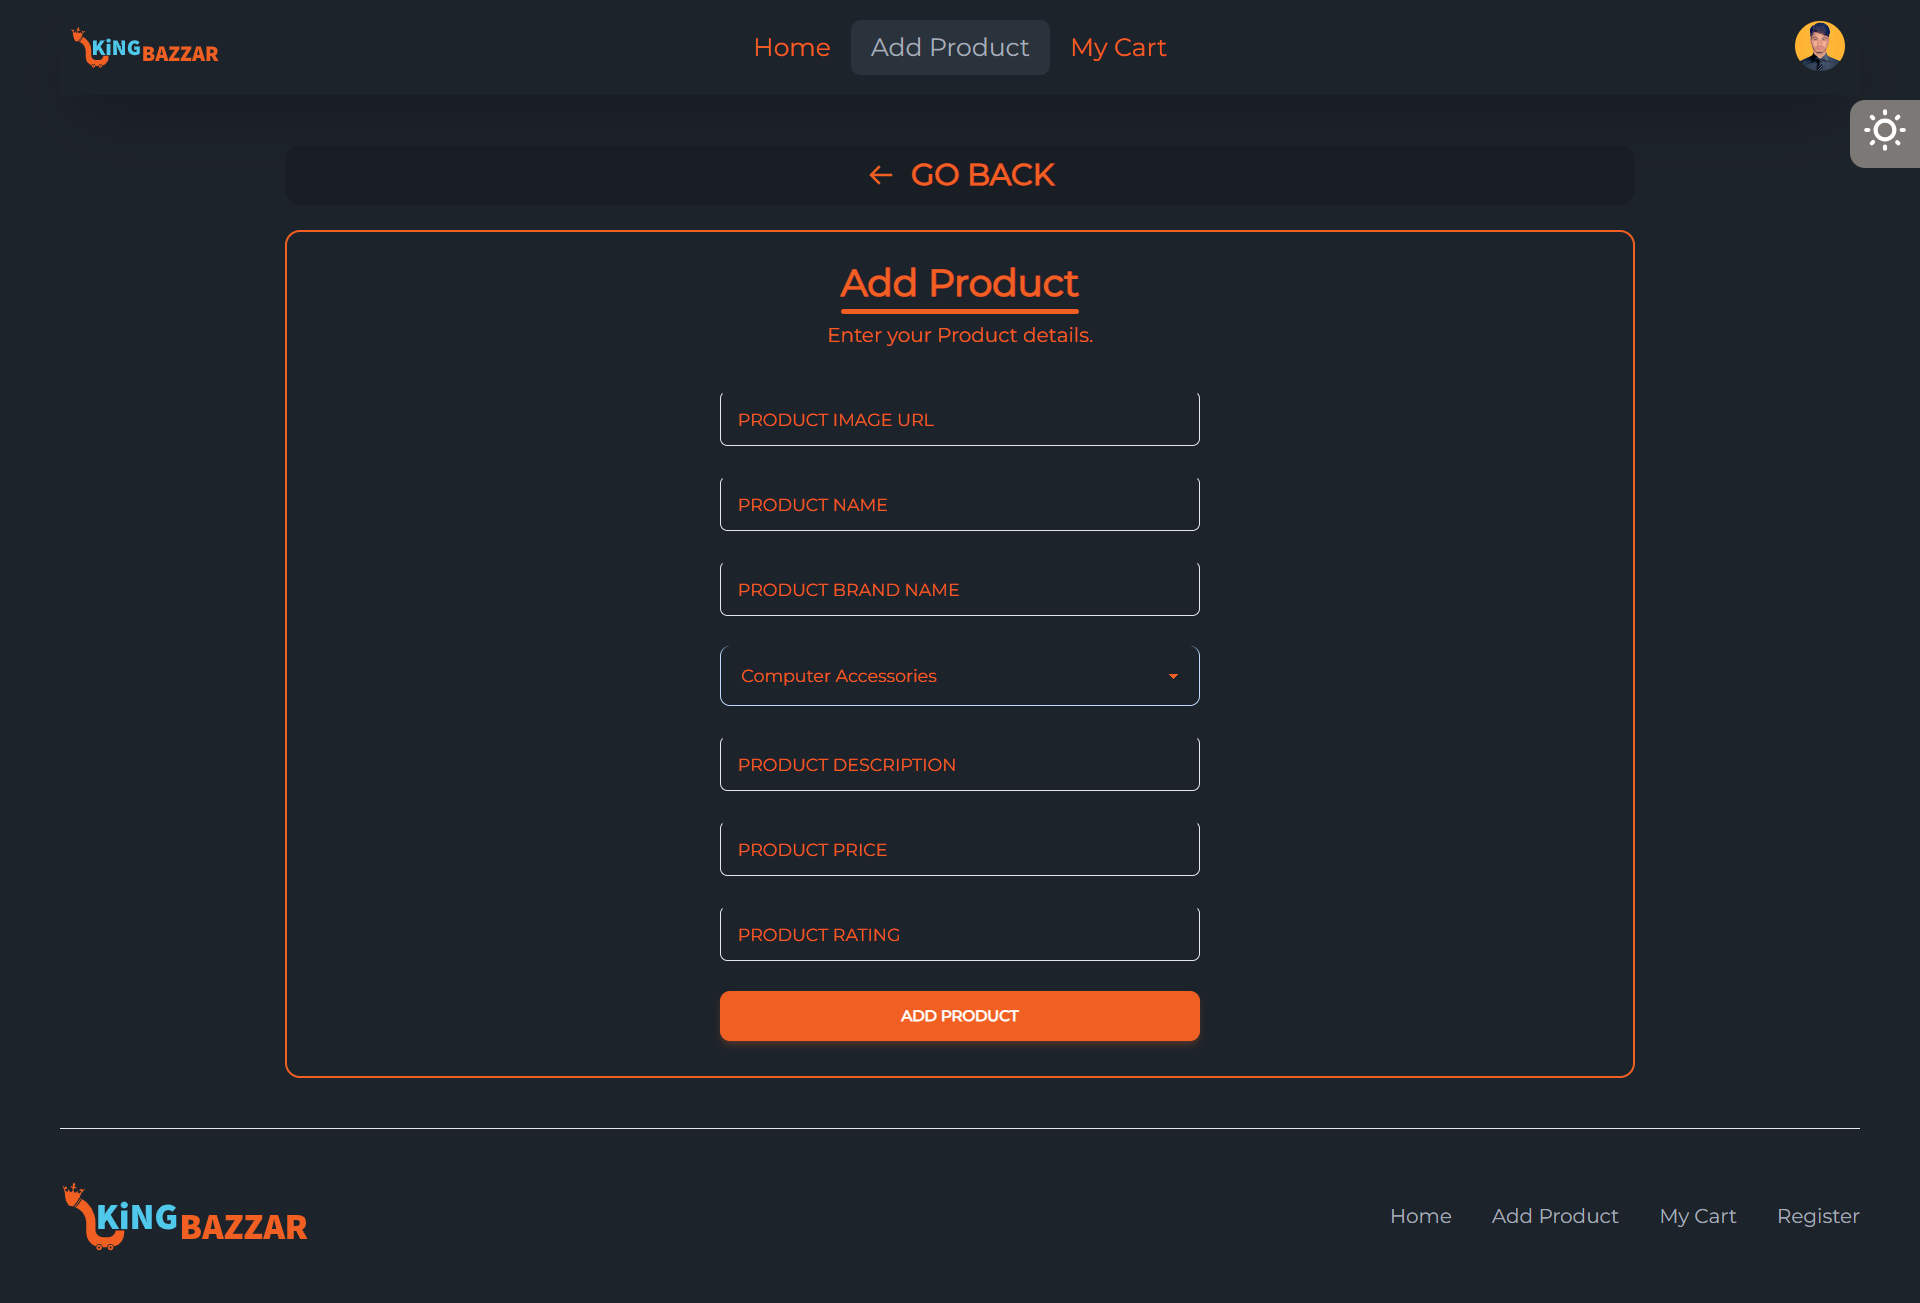 KiNG BAZZAR
Home Add Product My Cart
GO BACK
Add Product
Enter your Product details.
PRODUCT IMAGE URL
PRODUCT NAME
PRODUCT BRAND NAME
Computer Accessories
PRODUCT DESCRIPTION
PRODUCT PRICE
PRODUCT RATING
ADD PRODUCT
KiNG BAZZAR
Home Add Product My Cart Register